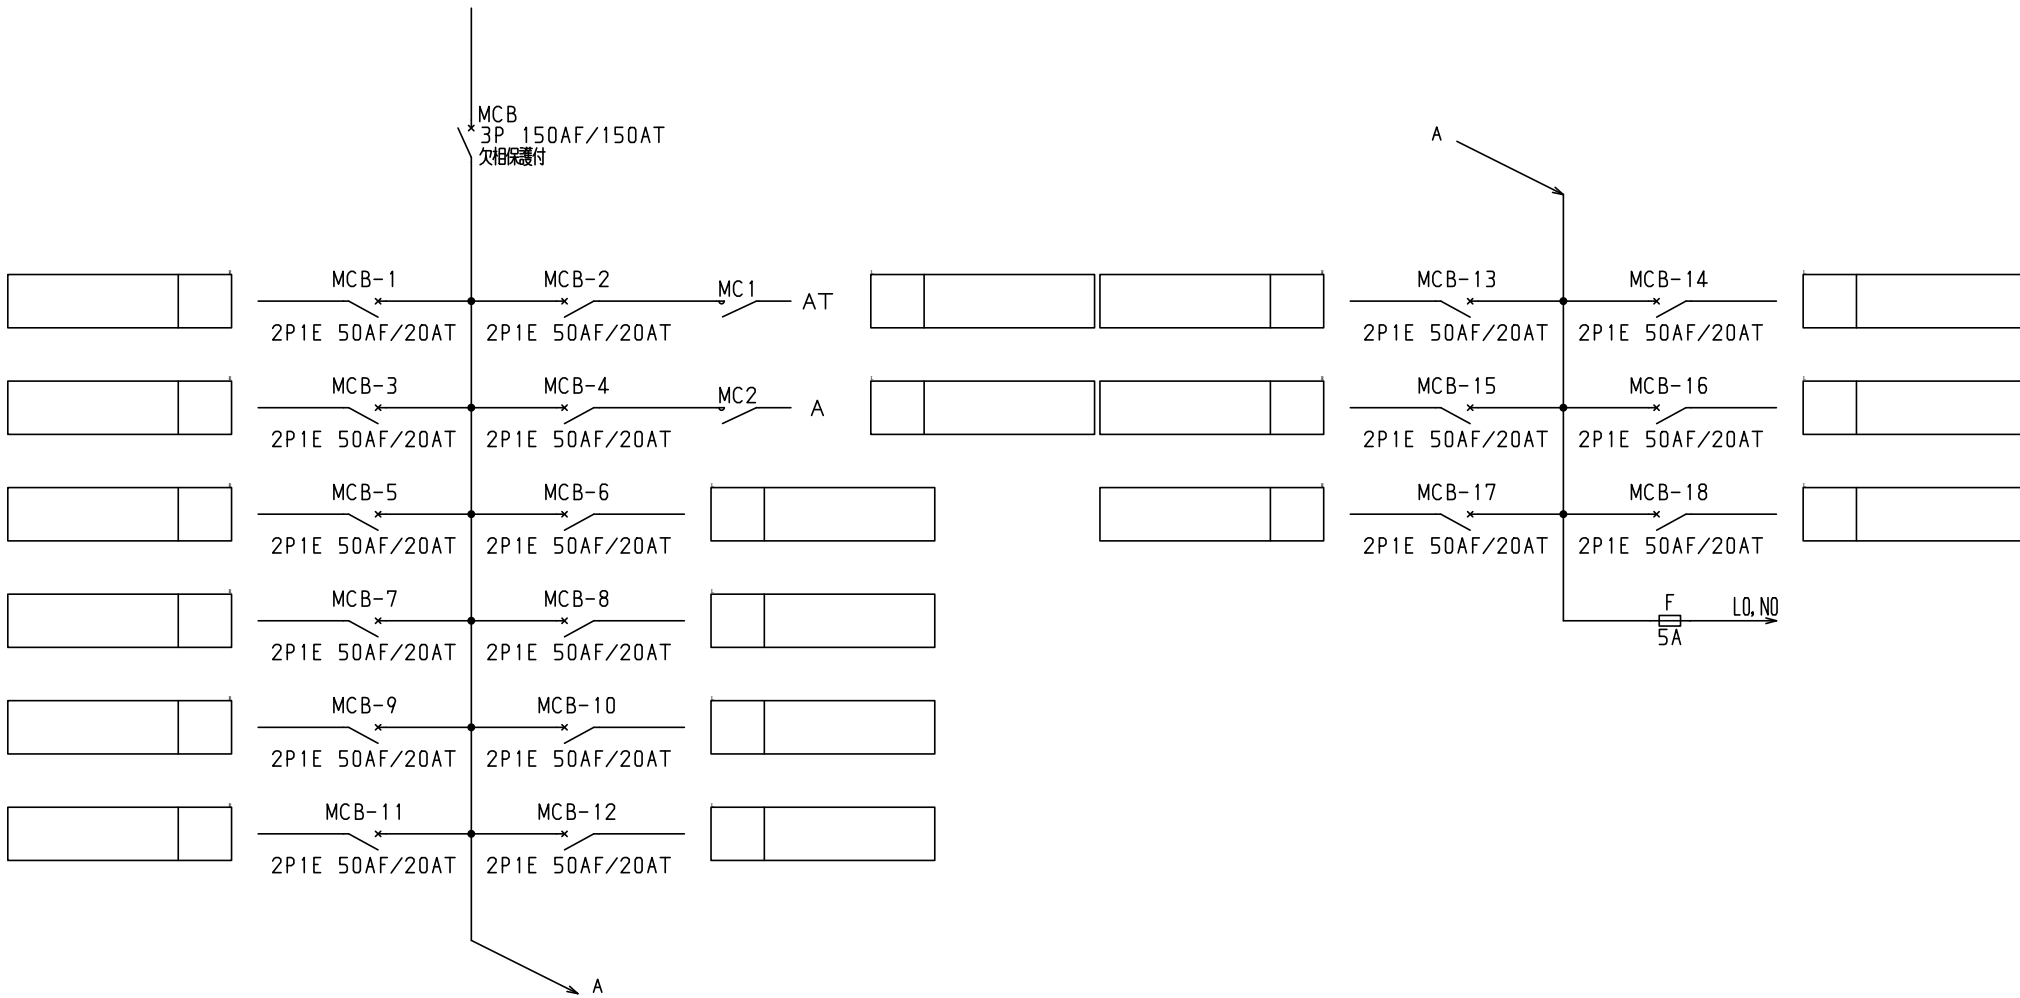 MCB
3P 150AF/150AT
欠相保護付
MCB-1
MCB-2
MC1
AT
2P1E 50AF/20AT
2P1E 50AF/20AT
MCB-3
MCB-4
MC2
A
2P1E 50AF/20AT
2P1E 50AF/20AT
MCB-5
MCB-6
2P1E 50AF/20AT
2P1E 50AF/20AT
MCB-7
MCB-8
2P1E 50AF/20AT
2P1E 50AF/20AT
MCB-9
MCB-10
2P1E 50AF/20AT
2P1E 50AF/20AT
MCB-11
MCB-12
2P1E 50AF/20AT
2P1E 50AF/20AT
A
A
MCB-13
MCB-14
2P1E 50AF/20AT
2P1E 50AF/20AT
MCB-15
MCB-16
2P1E 50AF/20AT
2P1E 50AF/20AT
MCB-17
MCB-18
2P1E 50AF/20AT
2P1E 50AF/20AT
F
L0,N0
5A